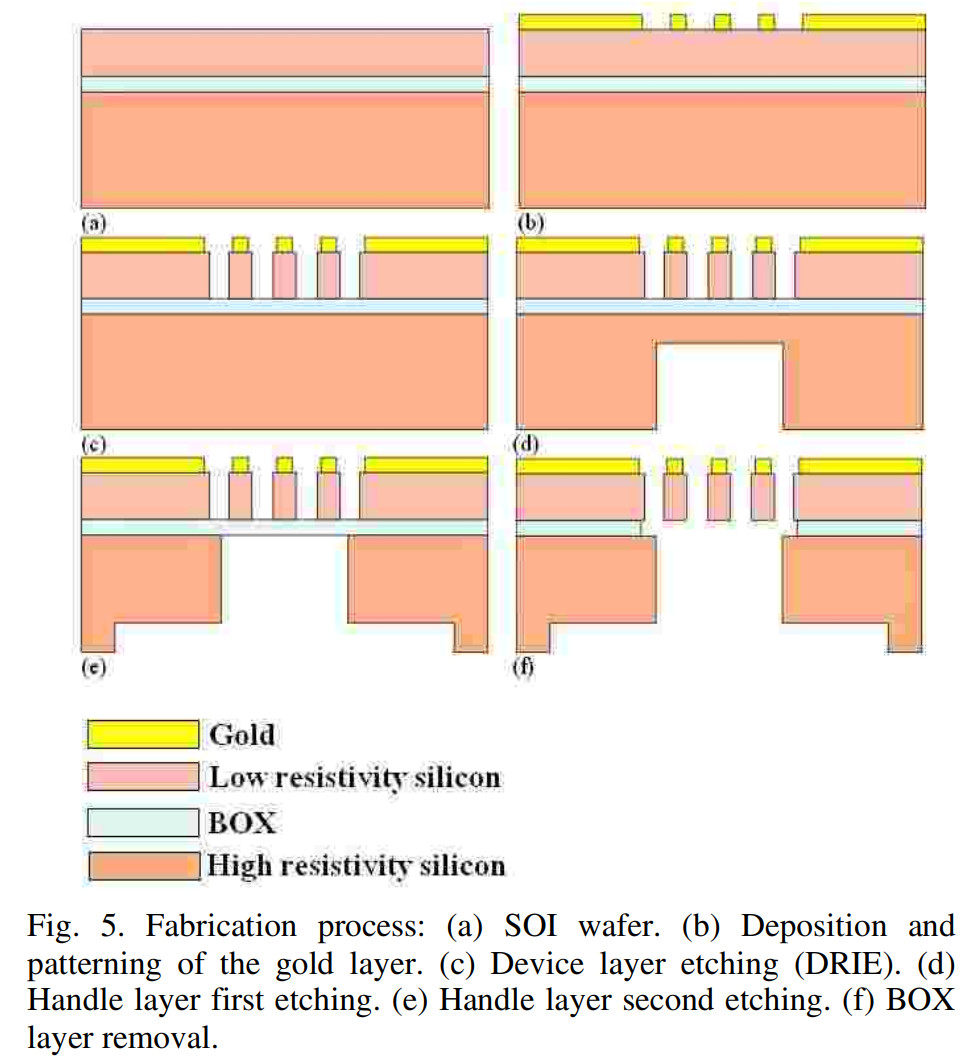 (a)
(b)
(c)
(d)
(e)
(f)
Gold
Low resistivity silicon
BOX
High resistivity silicon
Fig. 5. Fabrication process: (a) SOI wafer. (b) Deposition and
patterning of the gold layer. (c) Device layer etching (DRIE). (d)
Handle layer first etching. (e) Handle layer second etching. (f) BOX
layer removal.